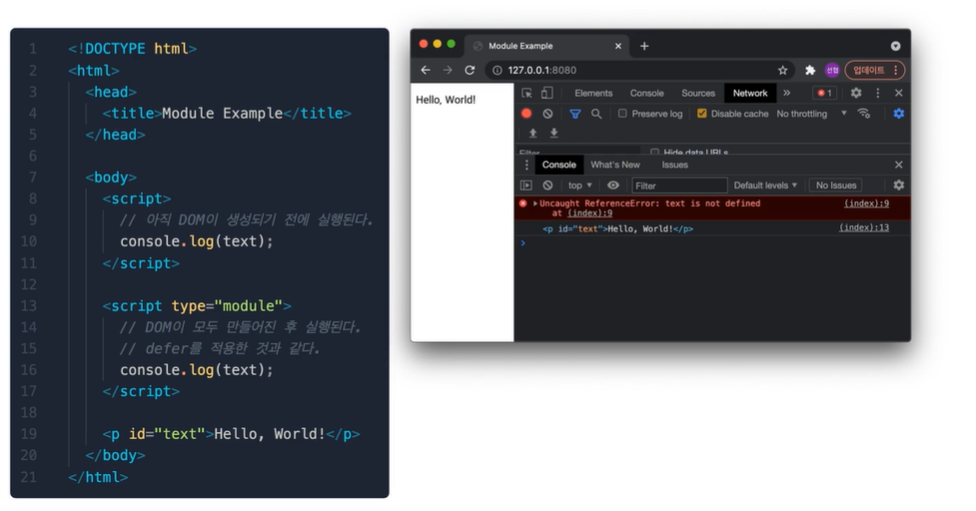 1 <!DOCTYPE html>
2 <html>
3 <head>
4 <title>Module Example</title>
5 </head>
6
7 <body>
8 <script>
9 // 아직 DOM이 생성되기 전에 실행된다.
10 console.log(text);
11 </script>
12
13 <script type="module">
14 // DOM이 모두 만들어진 후 실행된다.
15 // defer를 적용한 것과 같다.
16 console.log(text);
17 </script>
18
19 <p id="text">Hello, World!</p>
20 </body>
21 </html>
Module Example
127.0.0.1:8080
업데이트
Hello, World!
Elements Console Sources Network » 1
Preserve log Disable cache No throttling
Filter Hide data URLs
Console What's New Issues
top Filter Default levels No Issues
Uncaught ReferenceError: text is not defined (index):9
at (index):9
<p id="text">Hello, World!</p> (index):13